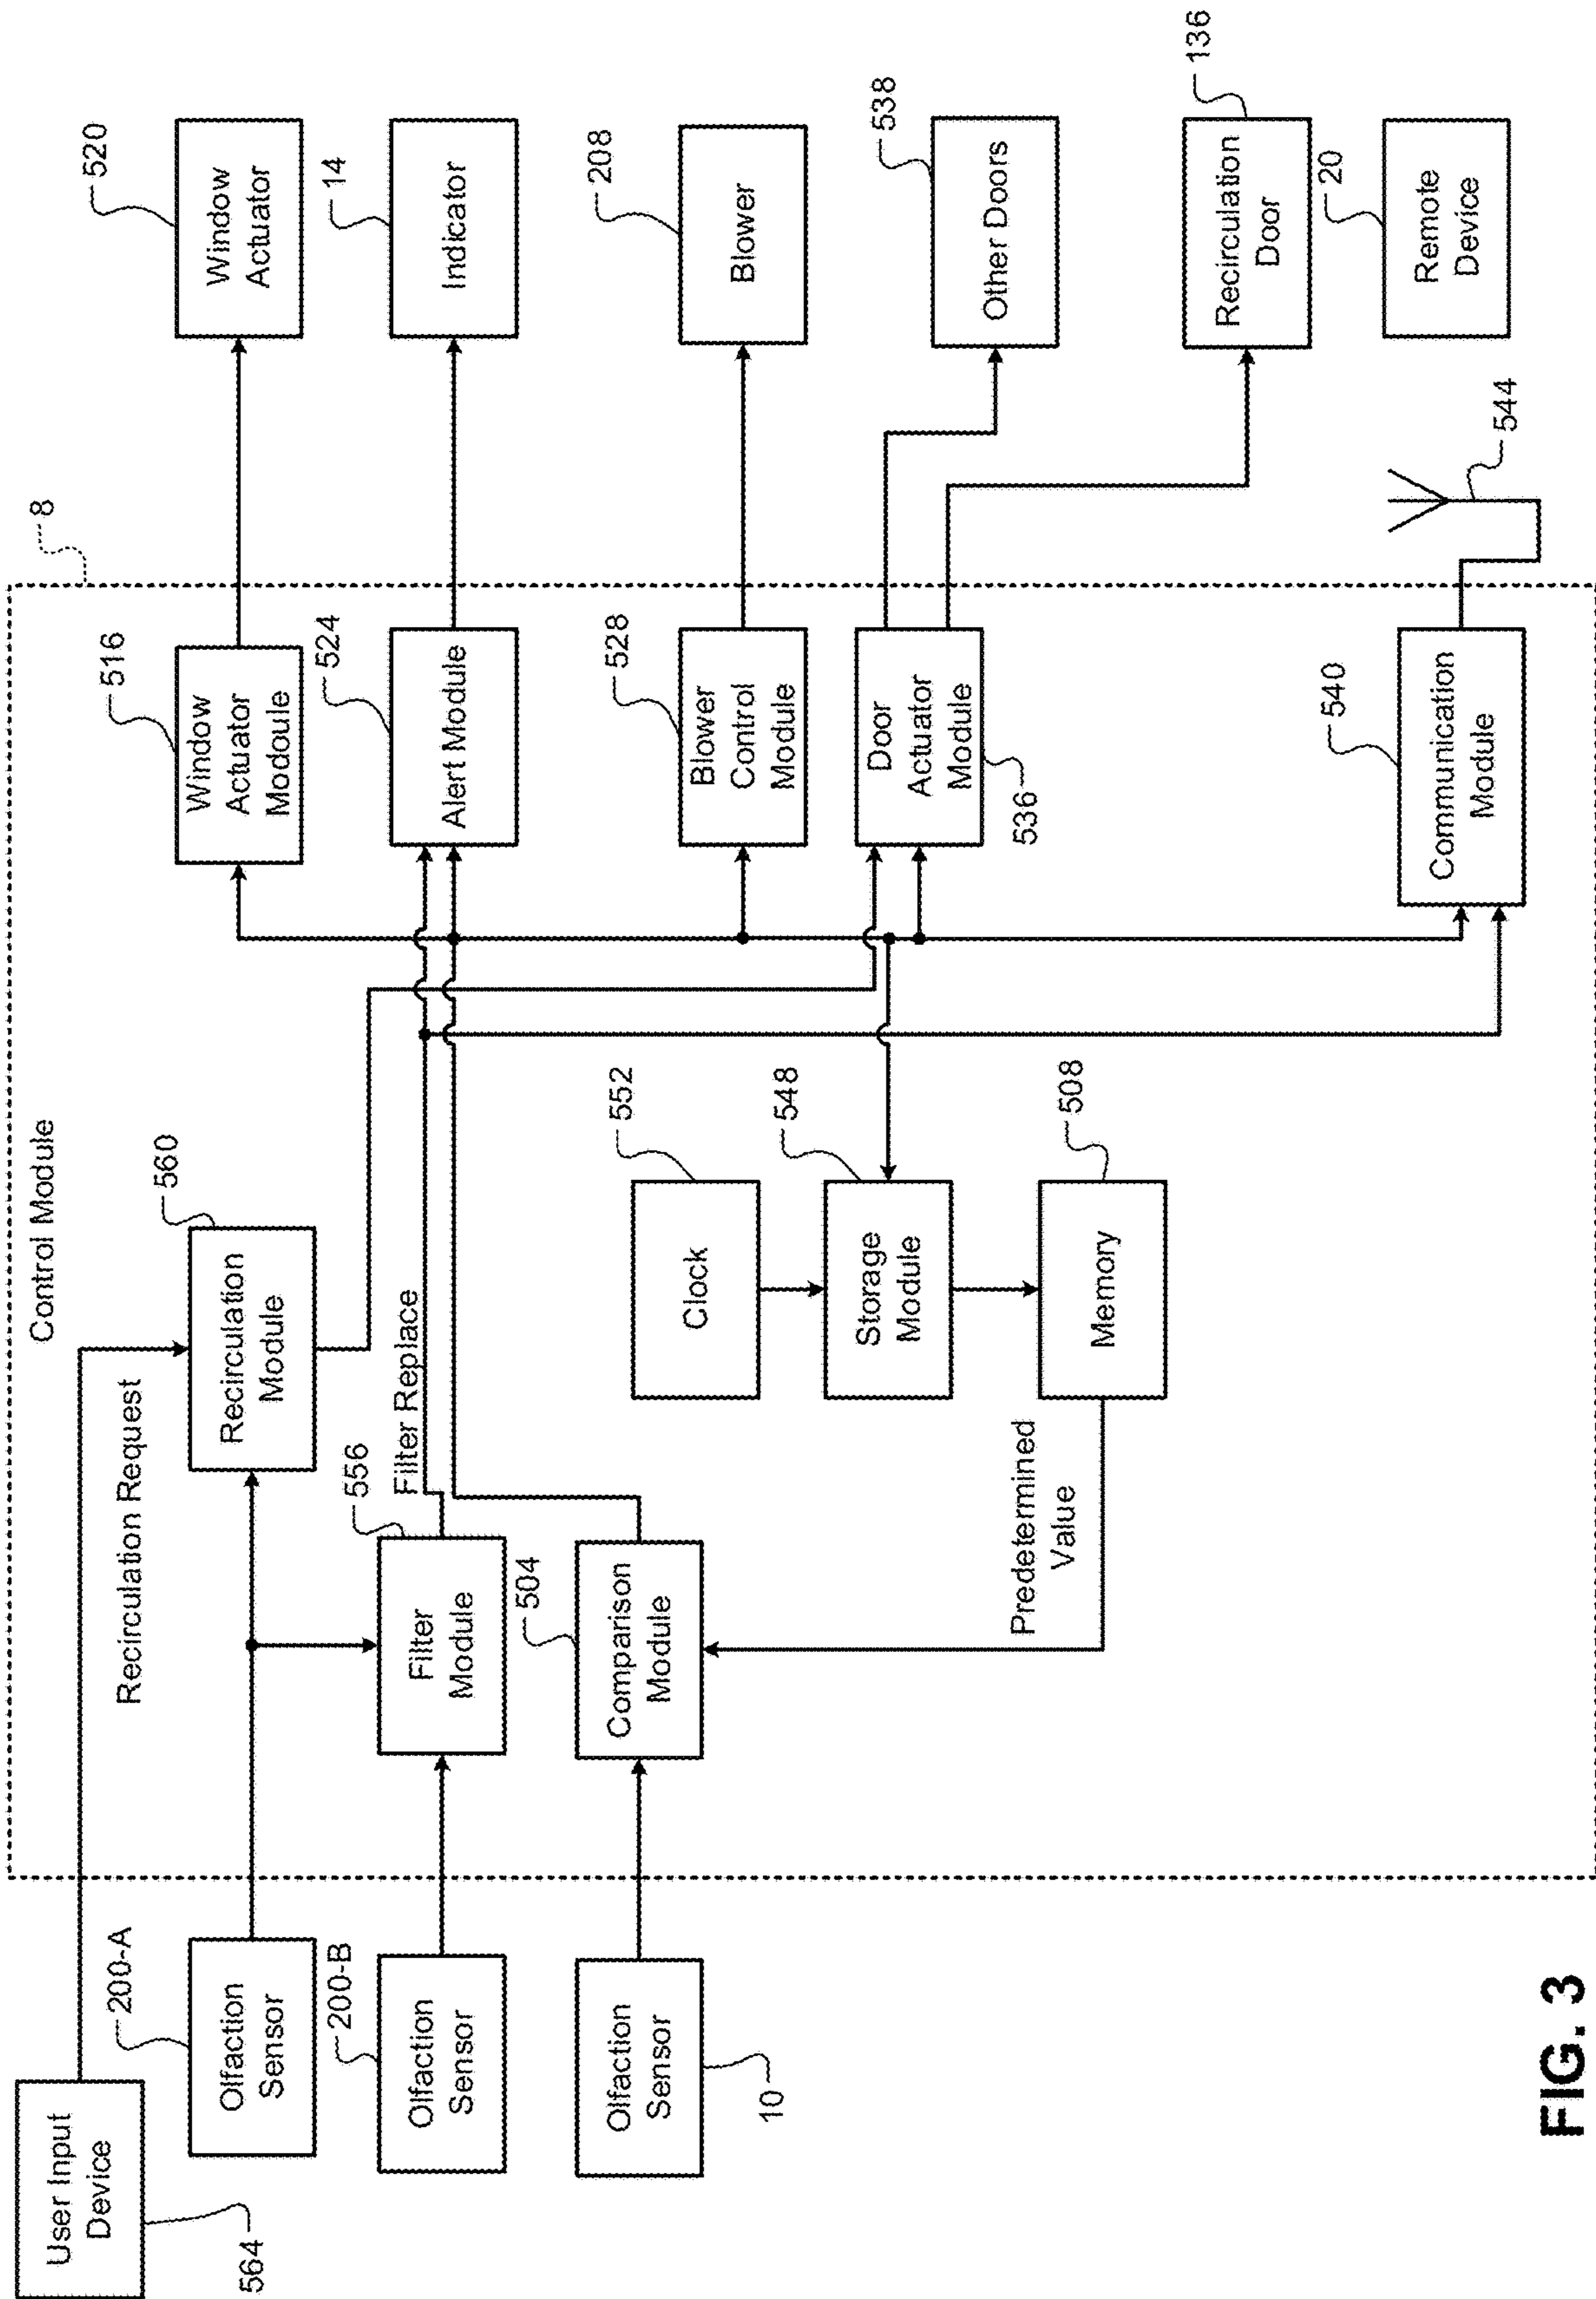 Control Module
8
User Input
Device
564
Recirculation Request
Olfaction
Sensor
200-A
Recirculation
Module
560
Window
Actuator
Modoule
516
Window
Actuator
520
Olfaction
Sensor
200-B
Filter
Module
556
Filter Replace
Alert Module
524
Indicator
14
Olfaction
Sensor
10
Comparison
Module
504
Clock
552
Blower
Control
Module
528
Blower
208
Storage
Module
548
Door
Actuator
Module
536
Other Doors
538
Predetermined
Value
Memory
508
Recirculation
Door
136
Communication
Module
540
544
Remote
Device
20
FIG. 3